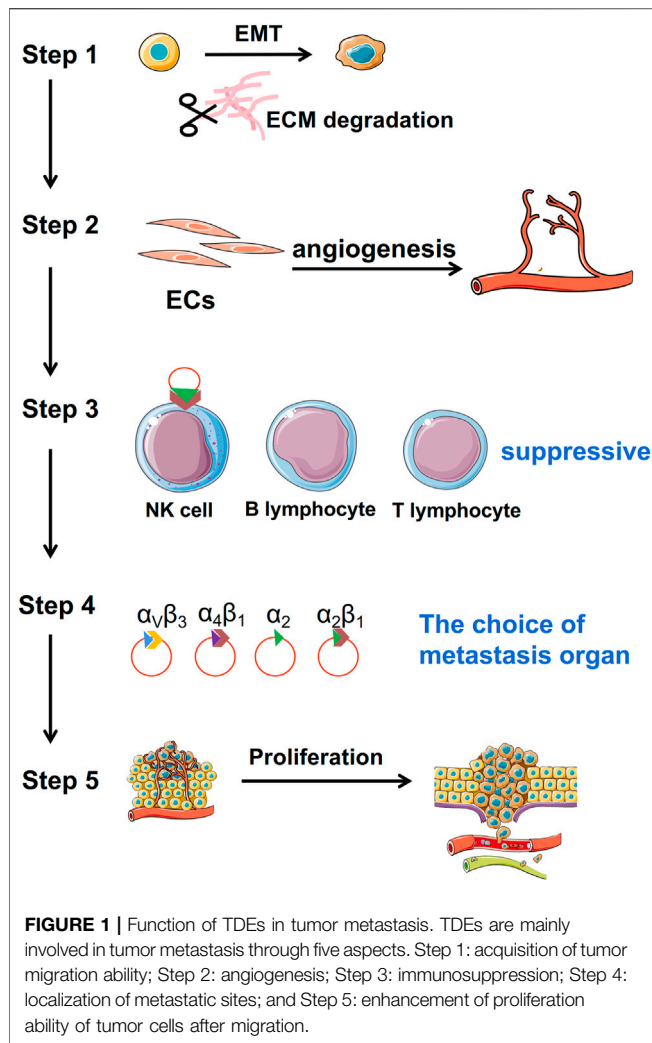 Step 1
EMT
ECM degradation
Step 2
ECs
angiogenesis
Step 3
NK cell
B lymphocyte
T lymphocyte
suppressive
Step 4
αVβ3
α4β1
α2
α2β1
The choice of
metastasis organ
Step 5
Proliferation
FIGURE 1 | Function of TDEs in tumor metastasis. TDEs are mainly
involved in tumor metastasis through five aspects. Step 1: acquisition of tumor
migration ability; Step 2: angiogenesis; Step 3: immunosuppression; Step 4:
localization of metastatic sites; and Step 5: enhancement of proliferation
ability of tumor cells after migration.